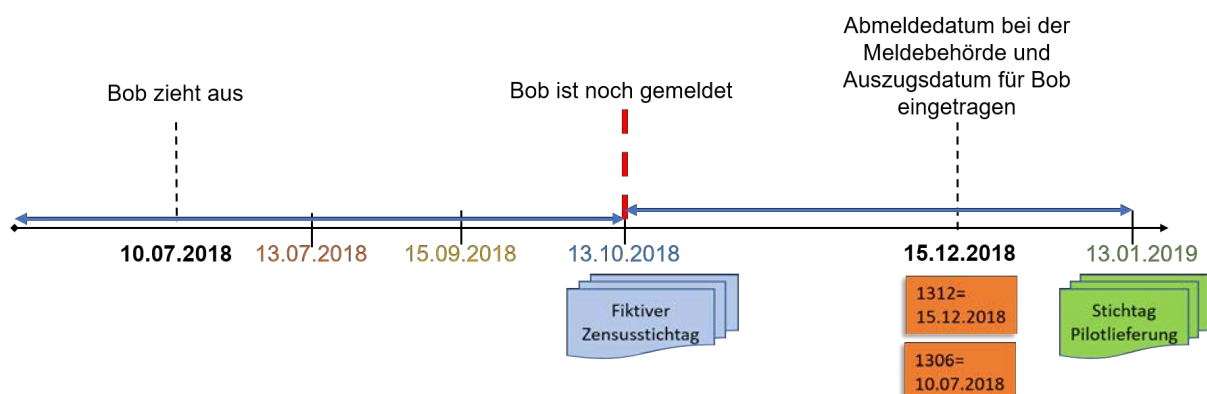 Abmeldedatum bei der
Meldebehörde und
Auszugsdatum für Bob
eingetragen
Bob zieht aus
Bob ist noch gemeldet
10.07.2018
13.07.2018
15.09.2018
13.10.2018
15.12.2018
13.01.2019
Fiktiver
Zensusstichtag
1312=
15.12.2018
1306=
10.07.2018
Stichtag
Pilotlieferung